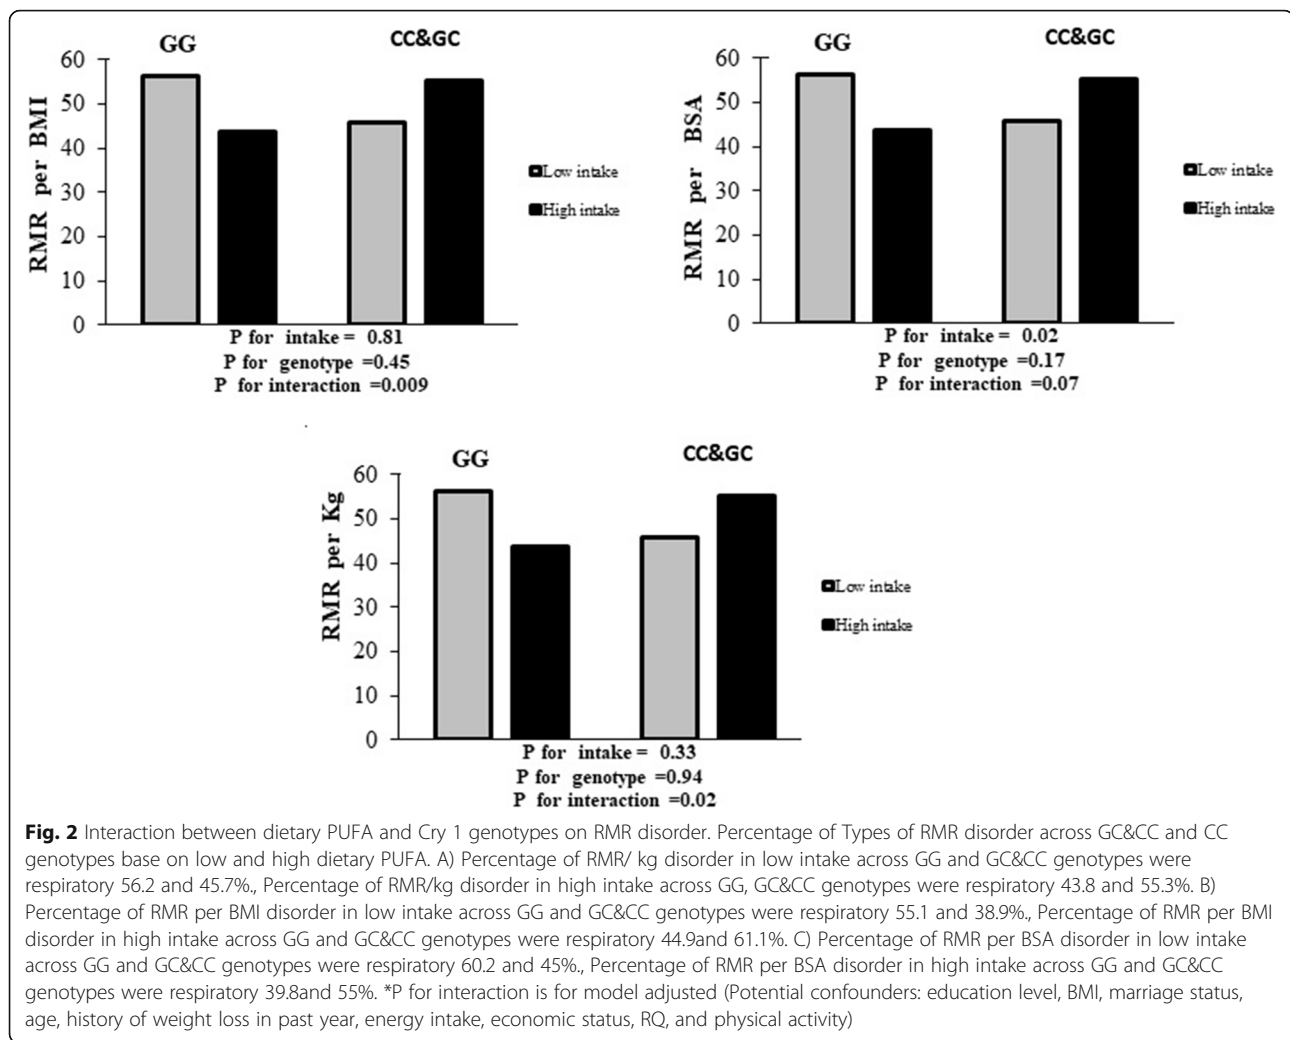 GG
CC&GC
RMR per BMI
60
50
40
30
20
10
0
Low intake
High intake
P for intake = 0.81
P for genotype =0.45
P for interaction =0.009
GG
CC&GC
RMR per BSA
60
50
40
30
20
10
0
Low intake
High intake
P for intake = 0.02
P for genotype =0.17
P for interaction =0.07
GG
CC&GC
RMR per Kg
60
50
40
30
20
10
0
Low intake
High intake
P for intake = 0.33
P for genotype =0.94
P for interaction =0.02
Fig. 2 Interaction between dietary PUFA and Cry 1 genotypes on RMR disorder. Percentage of Types of RMR disorder across GC&CC and CC
genotypes base on low and high dietary PUFA. A) Percentage of RMR/ kg disorder in low intake across GG and GC&CC genotypes were
respiratory 56.2 and 45.7%., Percentage of RMR/kg disorder in high intake across GG, GC&CC genotypes were respiratory 43.8 and 55.3%. B)
Percentage of RMR per BMI disorder in low intake across GG and GC&CC genotypes were respiratory 55.1 and 38.9%., Percentage of RMR per BMI
disorder in high intake across GG and GC&CC genotypes were respiratory 44.9and 61.1%. C) Percentage of RMR per BSA disorder in low intake
across GG and GC&CC genotypes were respiratory 60.2 and 45%., Percentage of RMR per BSA disorder in high intake across GG and GC&CC
genotypes were respiratory 39.8and 55%. *P for interaction is for model adjusted (Potential confounders: education level, BMI, marriage status,
age, history of weight loss in past year, energy intake, economic status, RQ, and physical activity)